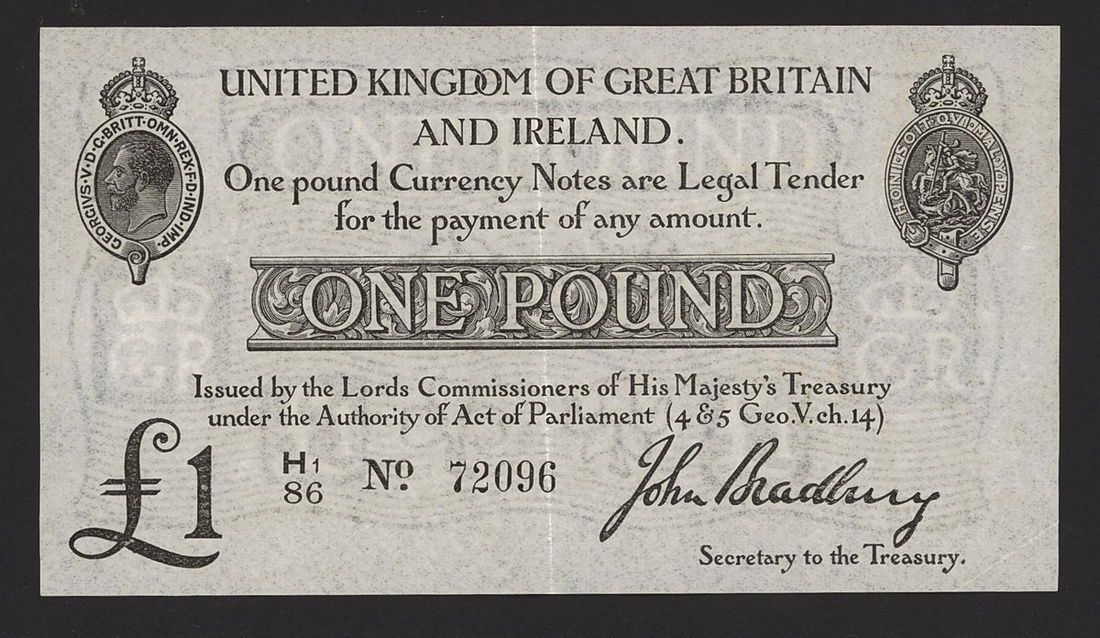 UNITED KINGDOM OF GREAT BRITAIN
AND IRELAND.
GEORGIVS·V·D·G·BRITT·OMN·REX·F·D·IND·IMP·
HONI·SOIT·QVI·MAL·Y·PENSE
One pound Currency Notes are Legal Tender
for the payment of any amount.
ONE POUND
GR
GR
Issued by the Lords Commissioners of His Majesty's Treasury
under the Authority of Act of Parliament (4 & 5 Geo. V. ch. 14)
£1
H1
86
No. 72096
John Bradbury
Secretary to the Treasury.